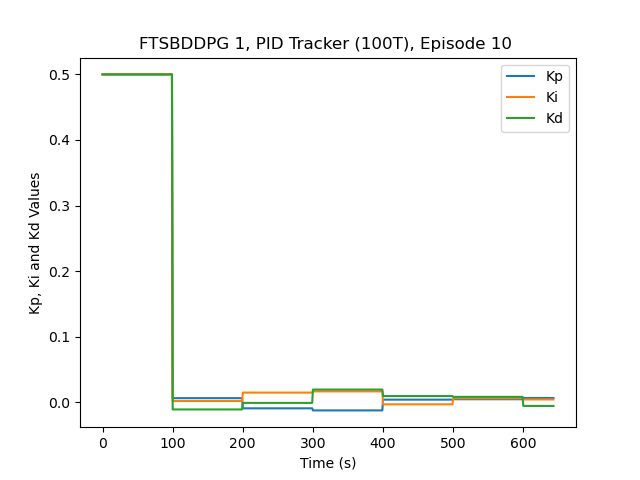 FTSBDDPG 1, PID Tracker (100T), Episode 10
Kp
Ki
Kd
Kp, Ki and Kd Values
0.5
0.4
0.3
0.2
0.1
0.0
0 100 200 300 400 500 600
Time (s)